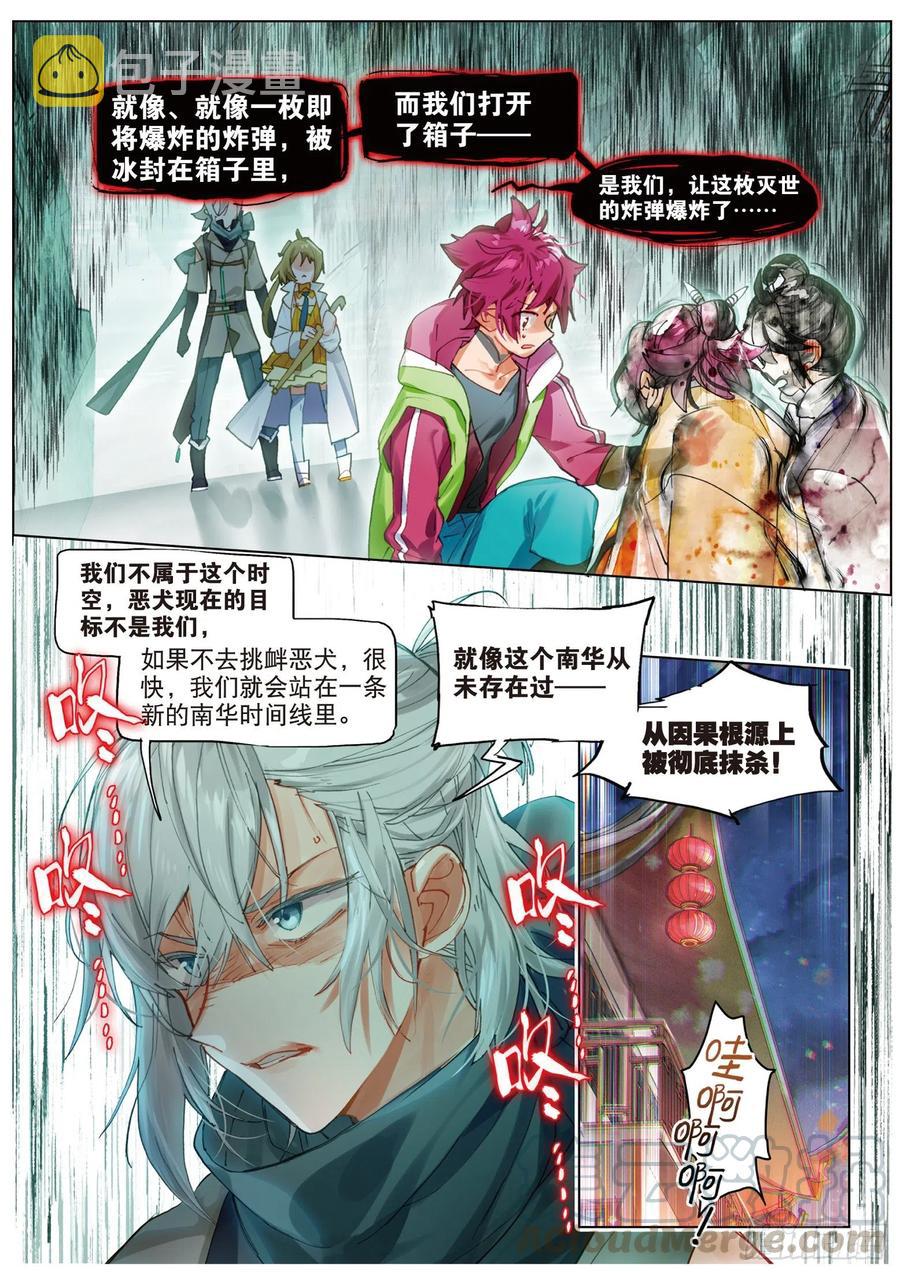 包子漫畫
就像、就像一枚即
将爆炸的炸弹，被
冰封在箱子里，
而我们打开
了箱子——
是我们，让这枚灭世
的炸弹爆炸了……
我们不属于这个时
空，恶犬现在的目
标不是我们，
如果不去挑衅恶犬，很
快，我们就会站在一条
新的南华时间线里。
就像这个南华从
未存在过——
从因果根源上
被彻底抹杀！
咚
咚
咚
咚
哇
啊
啊
啊
！
acloudmerge.com